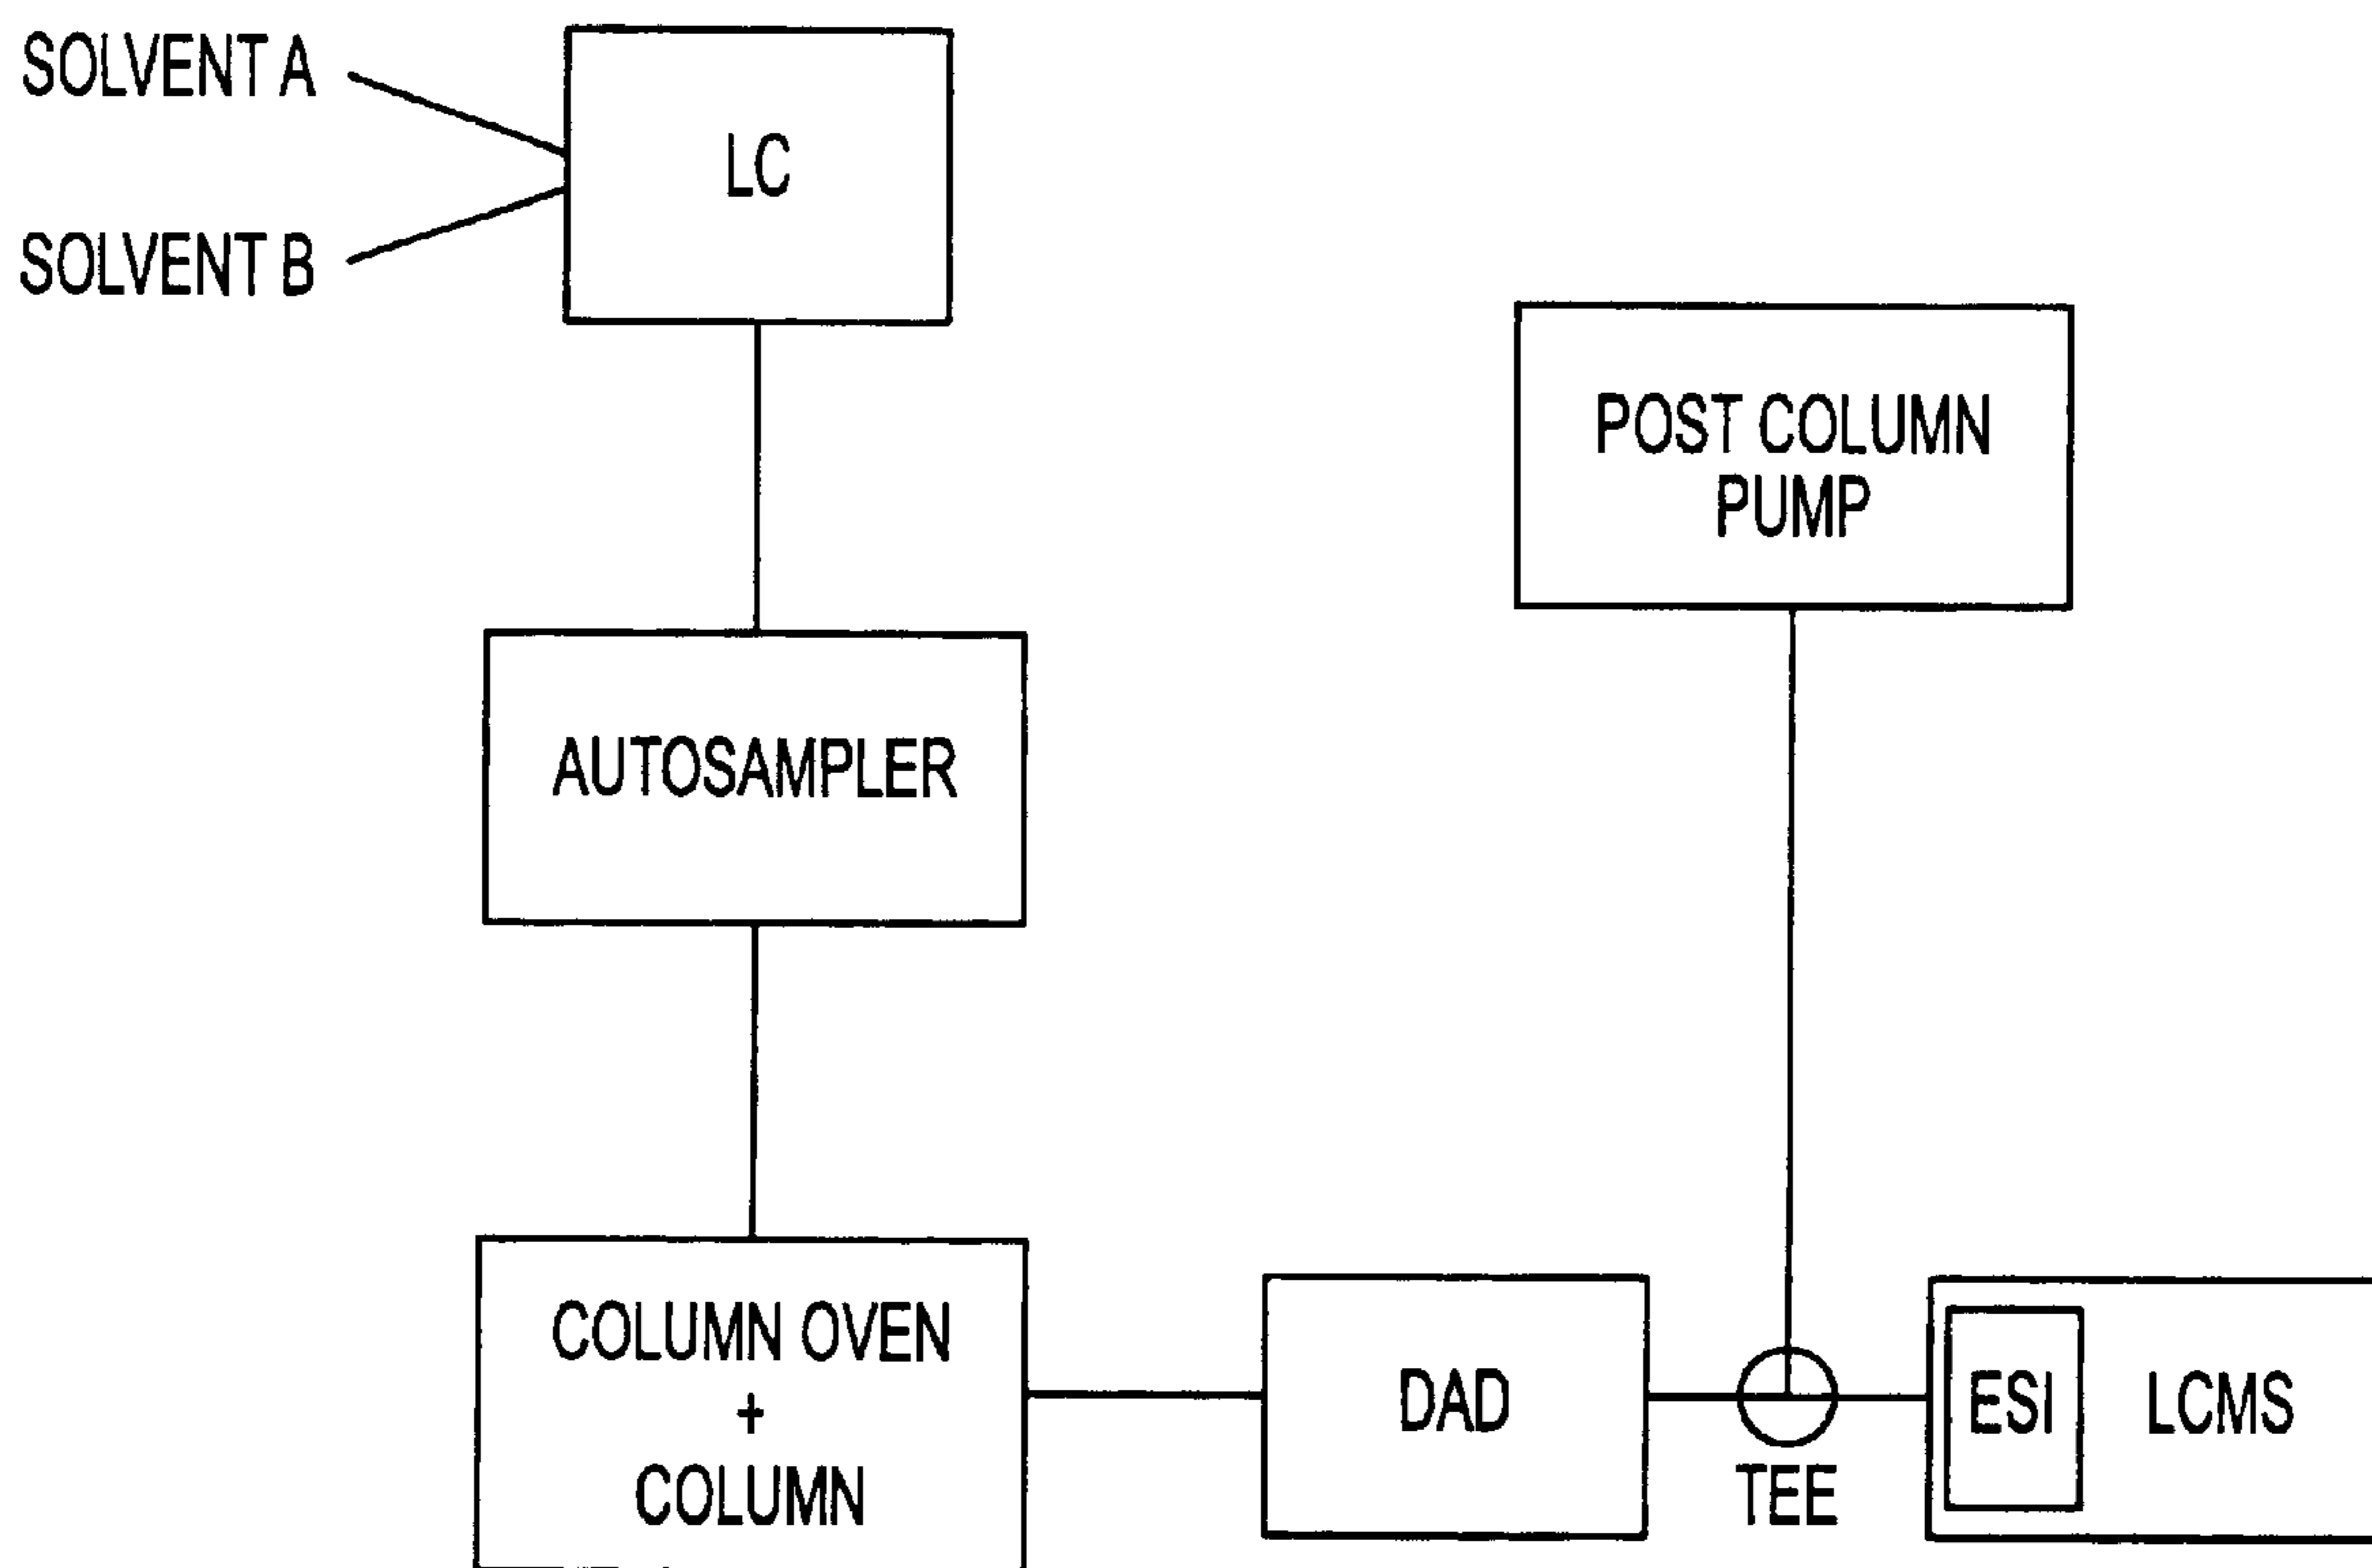 SOLVENT A
SOLVENT B
LC
POST COLUMN
PUMP
AUTOSAMPLER
COLUMN OVEN
+
COLUMN
DAD
TEE
ESI
LCMS